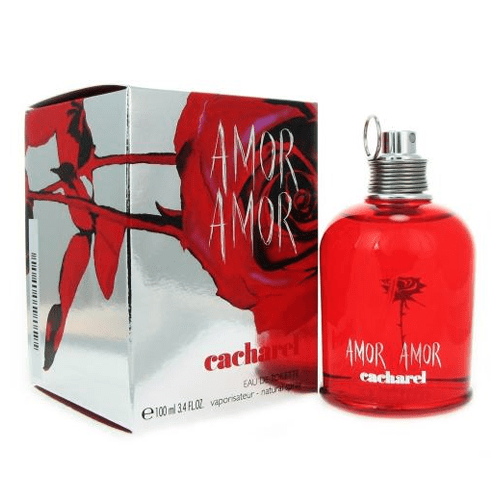 AMOR
AMOR
cacharel
EAU DE TOILETTE
℮ 100 ml 3.4 FL.OZ. vaporisateur - natural spray
AMOR AMOR
cacharel